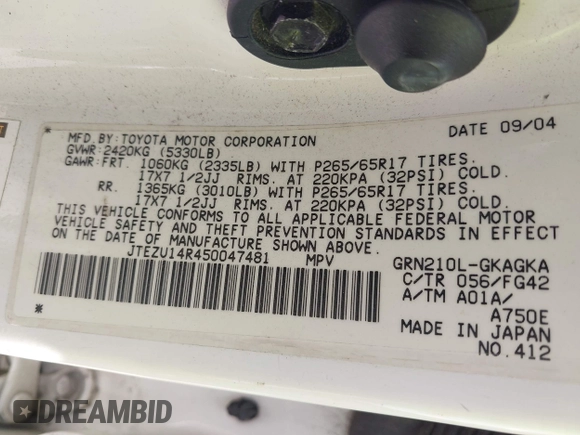 MFD.BY:TOYOTA MOTOR CORPORATION DATE 09/04
GVWR:2420KG (5330LB)
GAWR:FRT. 1060KG (2335LB) WITH P265/65R17 TIRES.
17X7 1/2JJ RIMS. AT 220KPA (32PSI) COLD.
RR. 1365KG (3010LB) WITH P265/65R17 TIRES.
17X7 1/2JJ RIMS. AT 220KPA (32PSI) COLD.
THIS VEHICLE CONFORMS TO ALL APPLICABLE FEDERAL MOTOR
VEHICLE SAFETY AND THEFT PREVENTION STANDARDS IN EFFECT
ON THE DATE OF MANUFACTURE SHOWN ABOVE.
JTEZU14R450047481 MPV
GRN210L-GKAGKA
C/TR 056/FG42
A/TM A01A/
A750E
MADE IN JAPAN
NO.412
DREAMBID